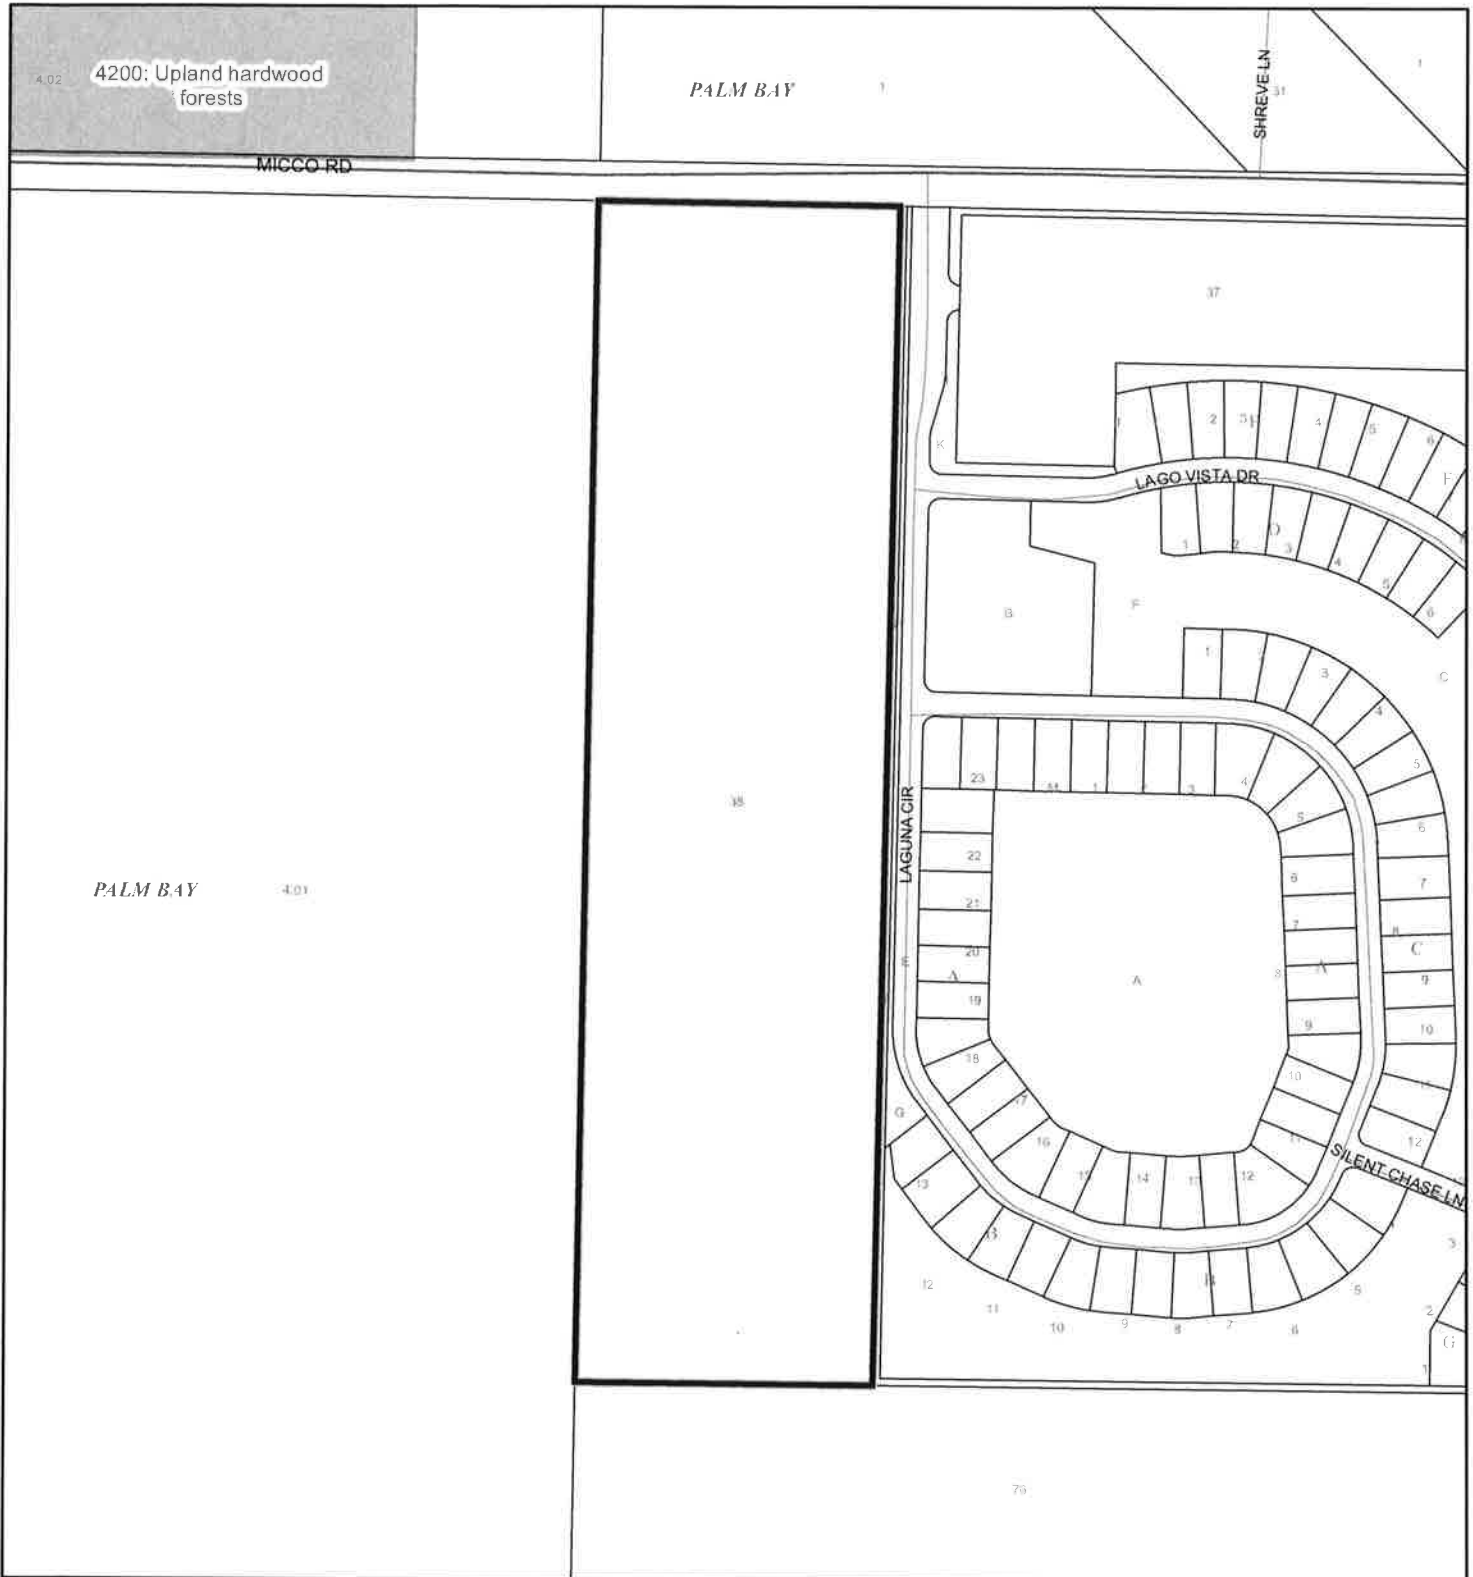 4.02
4200: Upland hardwood
forests
PALM BAY
1
SHREVE LN
31
1
MICCO RD
37
K
1
2
4
5
6
F
LAGO VISTA DR
D
1
2
3
4
5
6
B
F
1
3
4
5
6
7
8
C
9
10
12
C
23
1
3
4
5
6
7
8
A
9
10
11
12
14
15
16
17
18
19
A
20
21
22
LAGUNA CIR
A
38
PALM BAY
4.01
G
SILENT CHASE LN
13
B
B
12
11
10
9
8
7
6
5
3
2
G
1
76